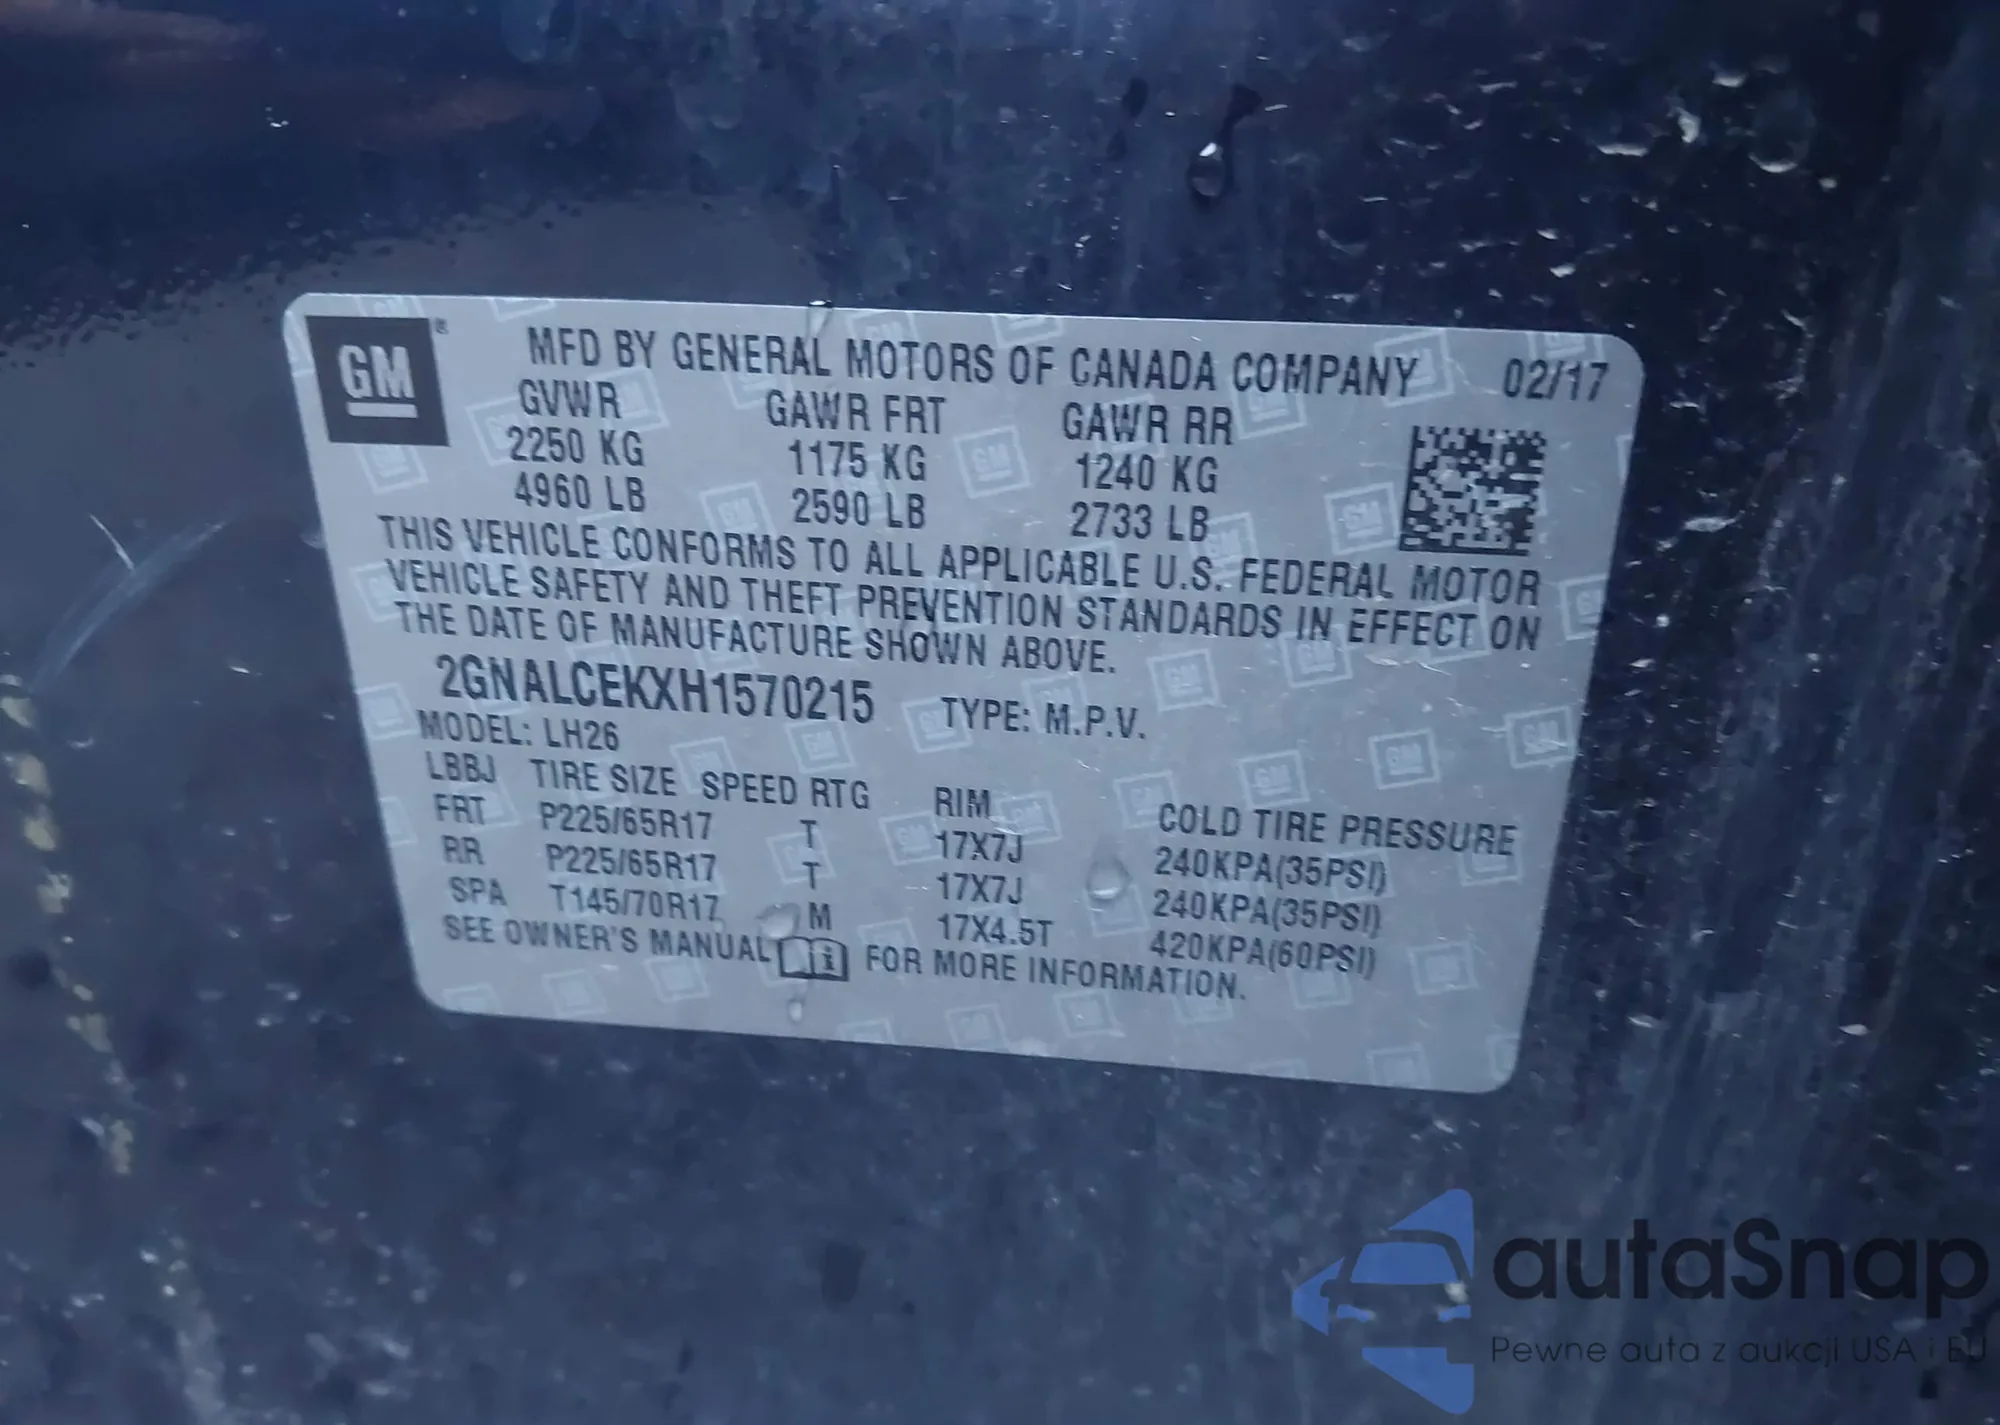 GM ® MFD BY GENERAL MOTORS OF CANADA COMPANY 02/17
GVWR GAWR FRT GAWR RR
2250 KG 1175 KG 1240 KG
4960 LB 2590 LB 2733 LB
THIS VEHICLE CONFORMS TO ALL APPLICABLE U.S. FEDERAL MOTOR
VEHICLE SAFETY AND THEFT PREVENTION STANDARDS IN EFFECT ON
THE DATE OF MANUFACTURE SHOWN ABOVE.
2GNALCEKXH1570215 TYPE: M.P.V.
MODEL: LH26
LBBJ TIRE SIZE SPEED RTG RIM COLD TIRE PRESSURE
FRT P225/65R17 T 17X7J 240KPA(35PSI)
RR P225/65R17 T 17X7J 240KPA(35PSI)
SPA T145/70R17 M 17X4.5T 420KPA(60PSI)
SEE OWNER'S MANUAL i FOR MORE INFORMATION.
autaSnap
Pewne auta z aukcji USA i EU